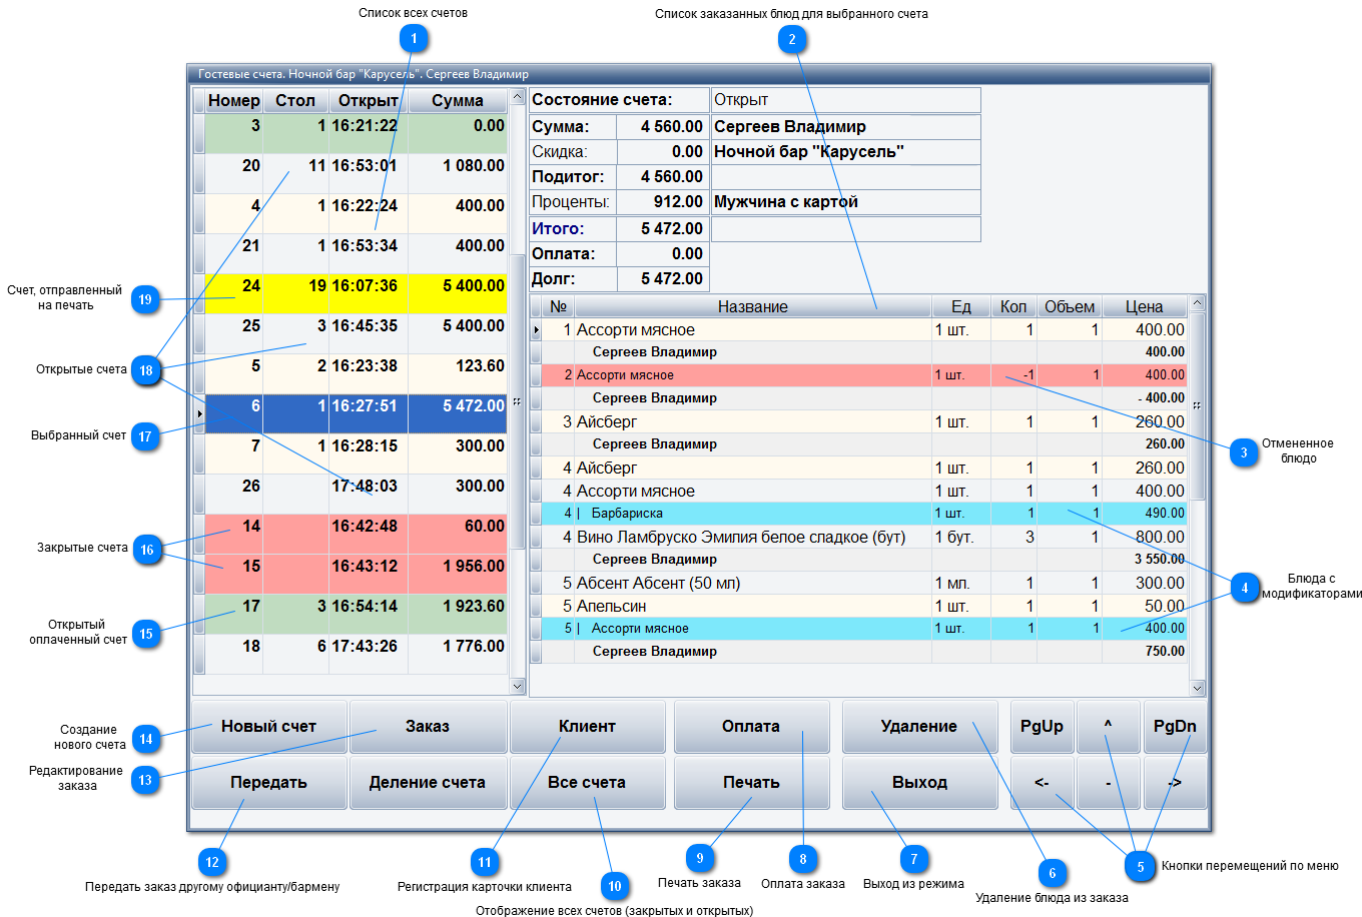 Список всех счетов
1
Список заказанных блюд для выбранного счета
2
Гостевые счета. Ночной бар "Карусель". Сергеев Владимир
Номер Стол Открыт Сумма
3 1 16:21:22 0.00
20 11 16:53:01 1 080.00
4 1 16:22:24 400.00
21 1 16:53:34 400.00
24 19 16:07:36 5 400.00
25 3 16:45:35 5 400.00
5 2 16:23:38 123.60
6 1 16:27:51 5 472.00
7 1 16:28:15 300.00
26 17:48:03 300.00
14 16:42:48 60.00
15 16:43:12 1 956.00
17 3 16:54:14 1 923.60
18 6 17:43:26 1 776.00
Состояние счета: Открыт
Сумма: 4 560.00 Сергеев Владимир
Скидка: 0.00 Ночной бар "Карусель"
Подитог: 4 560.00
Проценты: 912.00 Мужчина с картой
Итого: 5 472.00
Оплата: 0.00
Долг: 5 472.00
№ Название Ед Кол Объем Цена
1 Ассорти мясное 1 шт. 1 1 400.00
Сергеев Владимир 400.00
2 Ассорти мясное 1 шт. -1 1 400.00
Сергеев Владимир - 400.00
3 Айсберг 1 шт. 1 1 260.00
Сергеев Владимир 260.00
4 Айсберг 1 шт. 1 1 260.00
4 Ассорти мясное 1 шт. 1 1 400.00
4 | Барбариска 1 шт. 1 1 490.00
4 Вино Ламбруско Эмилия белое сладкое (бут) 1 бут. 3 1 800.00
Сергеев Владимир 3 550.00
5 Абсент Абсент (50 мл) 1 мл. 1 1 300.00
5 Апельсин 1 шт. 1 1 50.00
5 | Ассорти мясное 1 шт. 1 1 400.00
Сергеев Владимир 750.00
Новый счет Заказ Клиент Оплата Удаление PgUp ^ PgDn
Передать Деление счета Все счета Печать Выход <- - ->
Счет, отправленный
на печать
19
Открытые счета 18
Выбранный счет 17
Закрытые счета 16
Открытый
оплаченный счет
15
Создание
нового счета
14
Редактирование
заказа
13
3 Отмененное
блюдо
4 Блюда с
модификаторами
5 Кнопки перемещений по меню
12
Передать заказ другому официанту/бармену
11
Регистрация карточки клиента
10
Отображение всех счетов (закрытых и открытых)
9
Печать заказа
8
Оплата заказа
7
Выход из режима
6
Удаление блюда из заказа